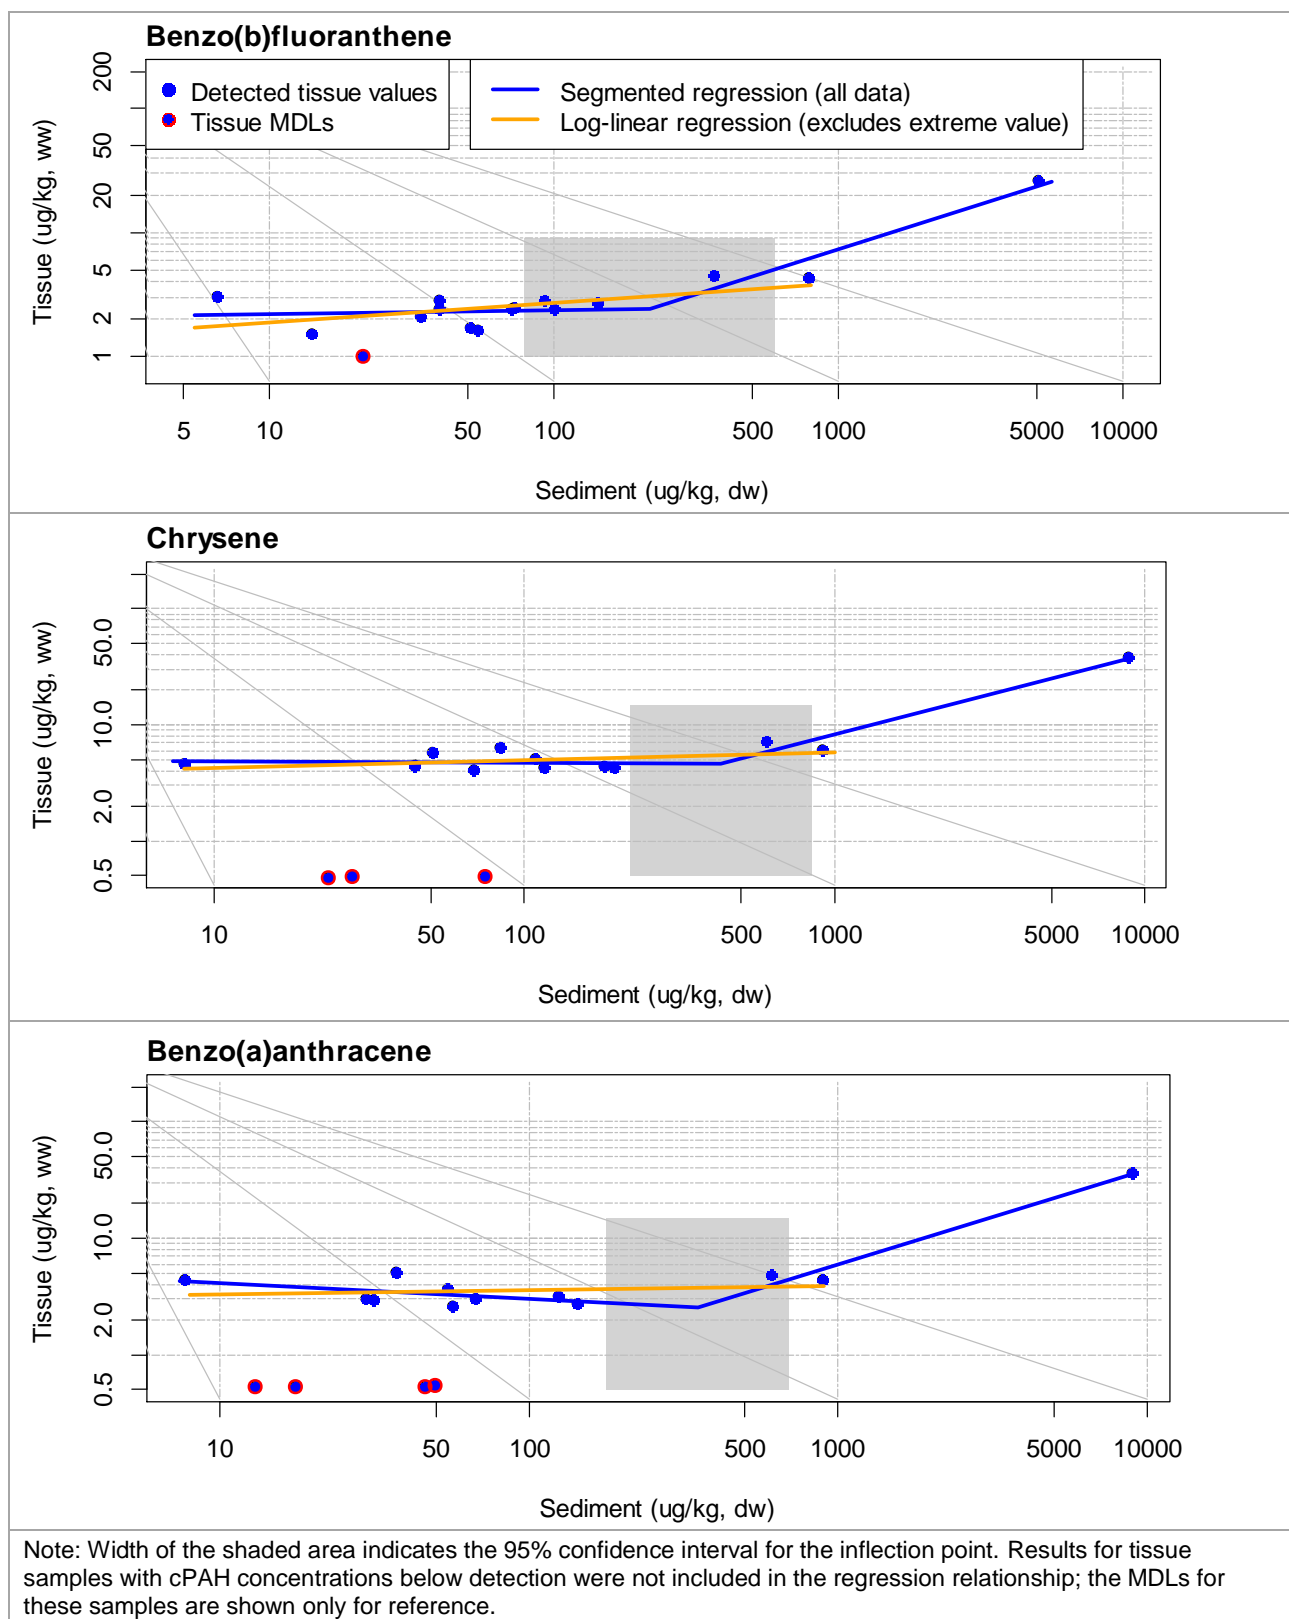 Benzo(b)fluoranthene
Detected tissue values
Tissue MDLs
Segmented regression (all data)
Log-linear regression (excludes extreme value)
Tissue (ug/kg, ww)
200
50
20
5
2
1
5 10 50 100 500 1000 5000 10000
Sediment (ug/kg, dw)
Chrysene
Tissue (ug/kg, ww)
50.0
10.0
2.0
0.5
10 50 100 500 1000 5000 10000
Sediment (ug/kg, dw)
Benzo(a)anthracene
Tissue (ug/kg, ww)
50.0
10.0
2.0
0.5
10 50 100 500 1000 5000 10000
Sediment (ug/kg, dw)
Note: Width of the shaded area indicates the 95% confidence interval for the inflection point. Results for tissue
samples with cPAH concentrations below detection were not included in the regression relationship; the MDLs for
these samples are shown only for reference.